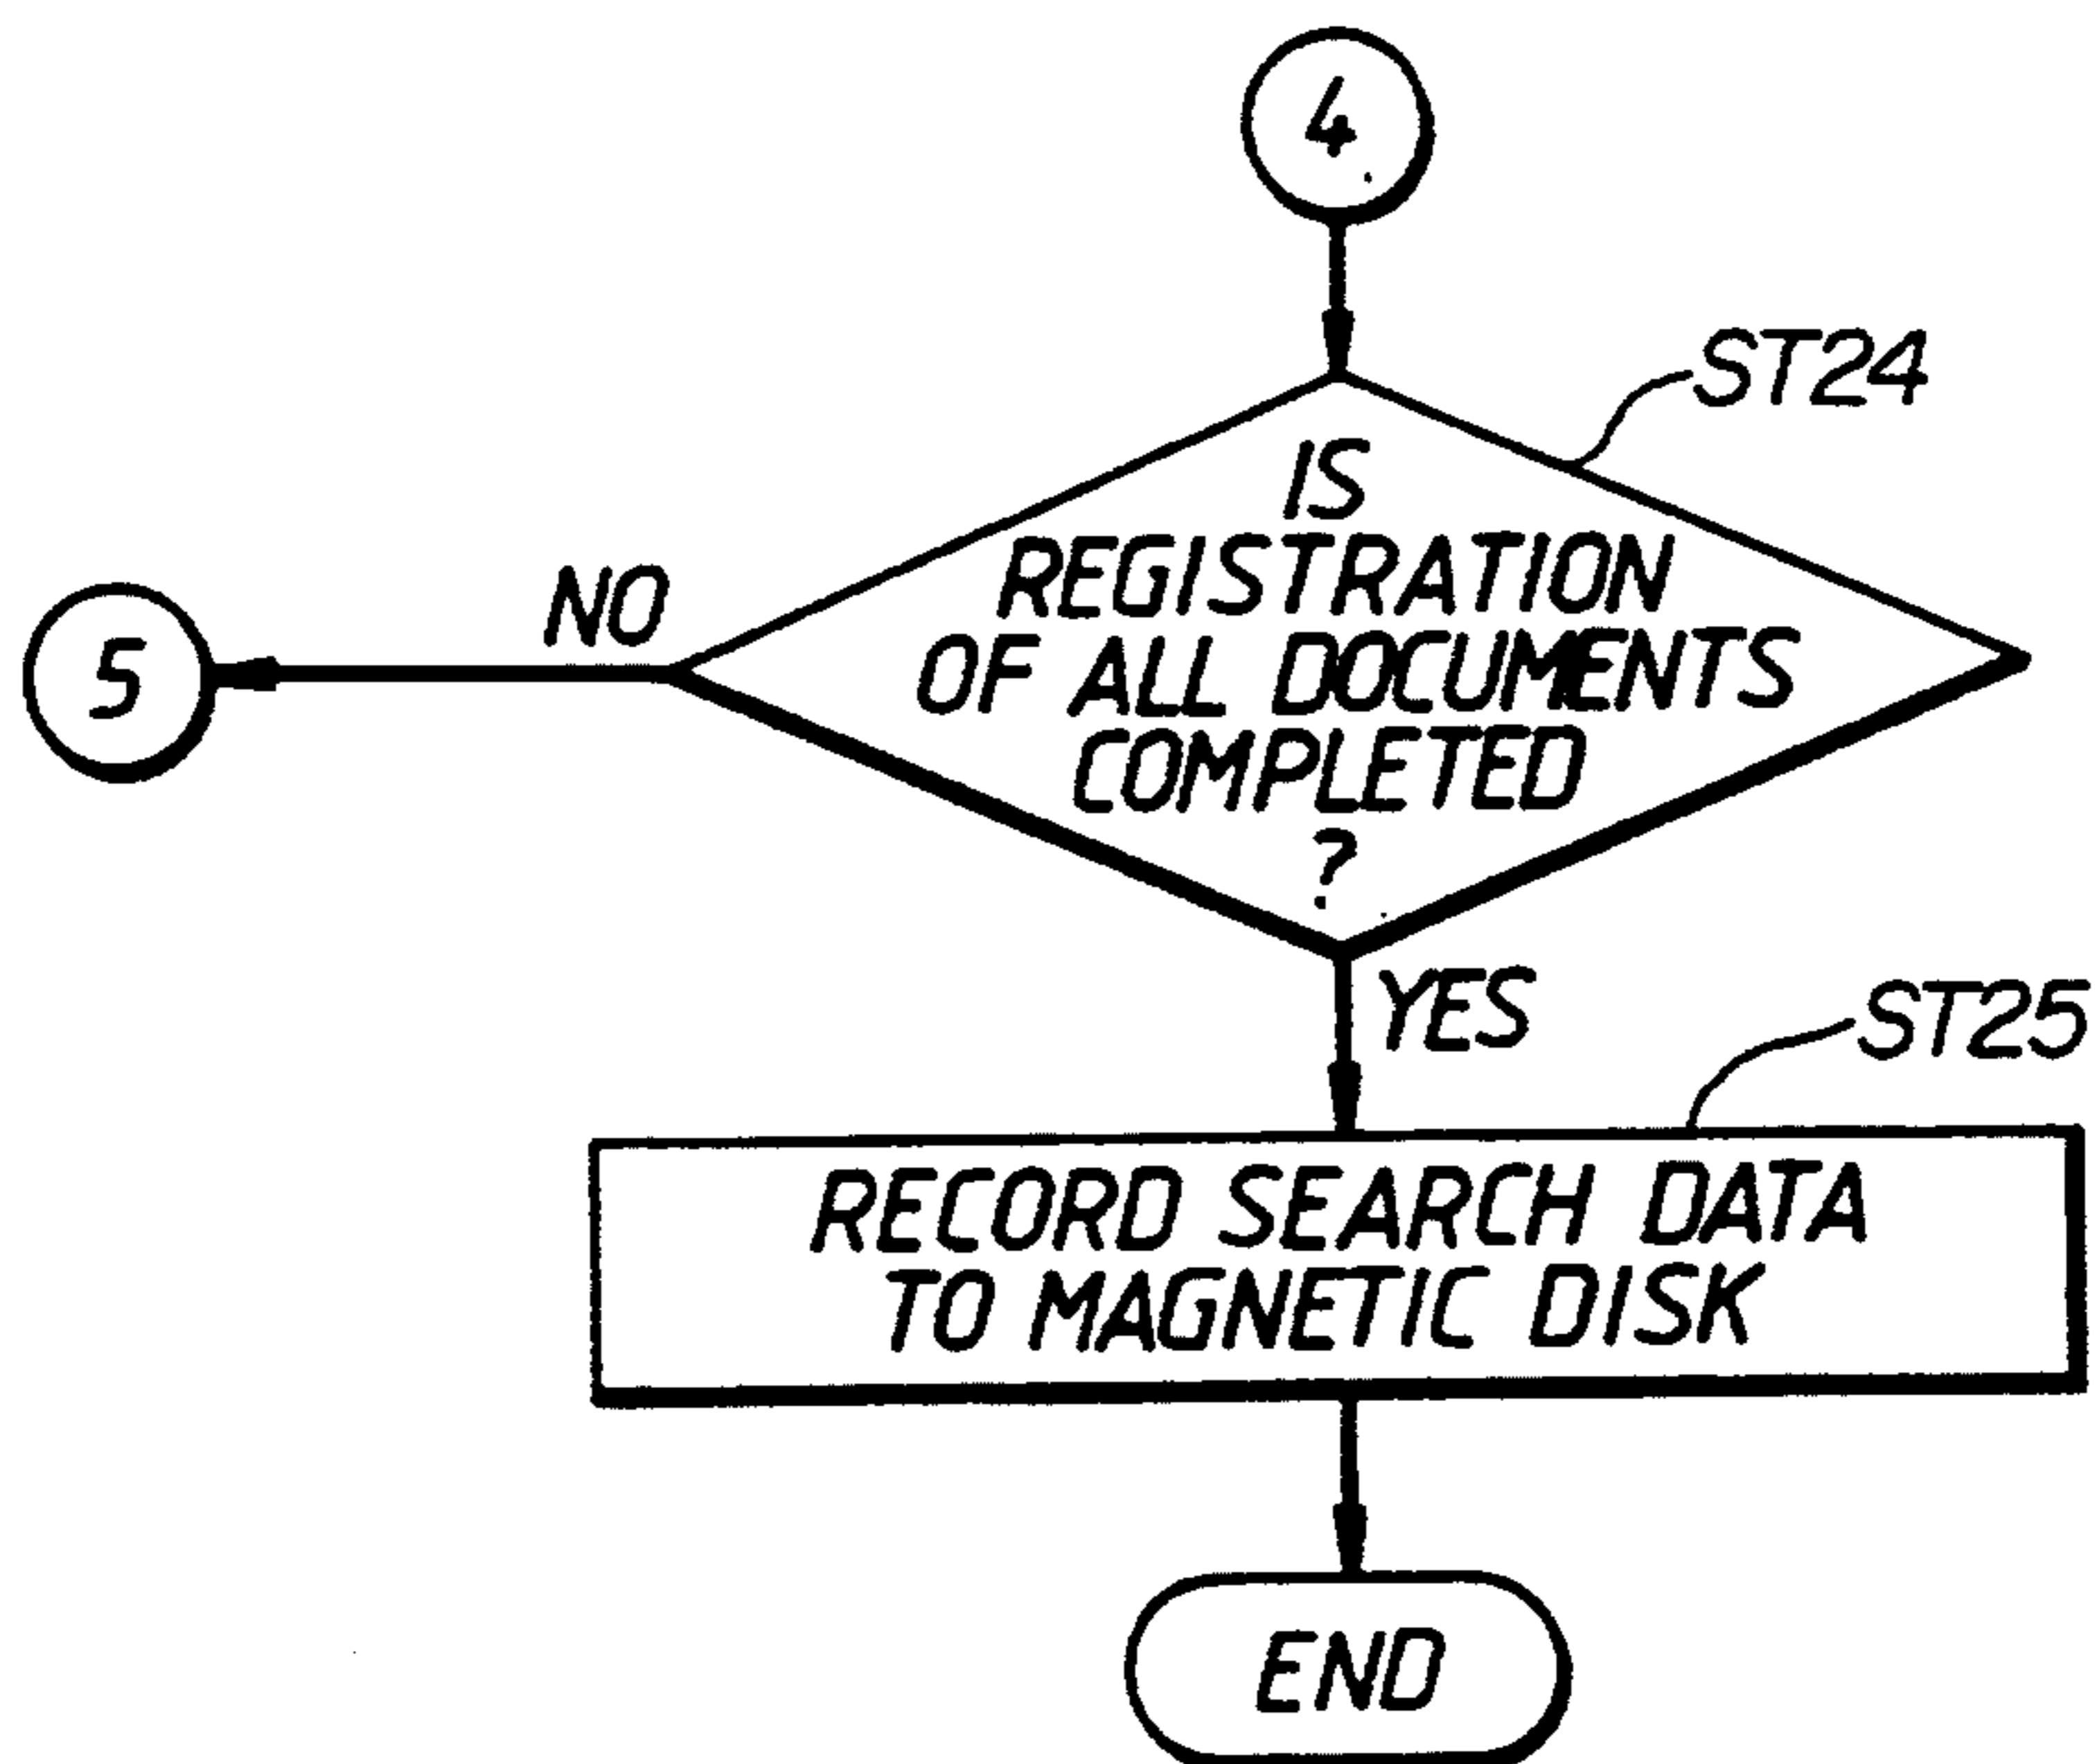 4
ST24
IS
REGISTRATION
OF ALL DOCUMENTS
COMPLETED
?
NO
5
YES
ST25
RECORD SEARCH DATA
TO MAGNETIC DISK
END